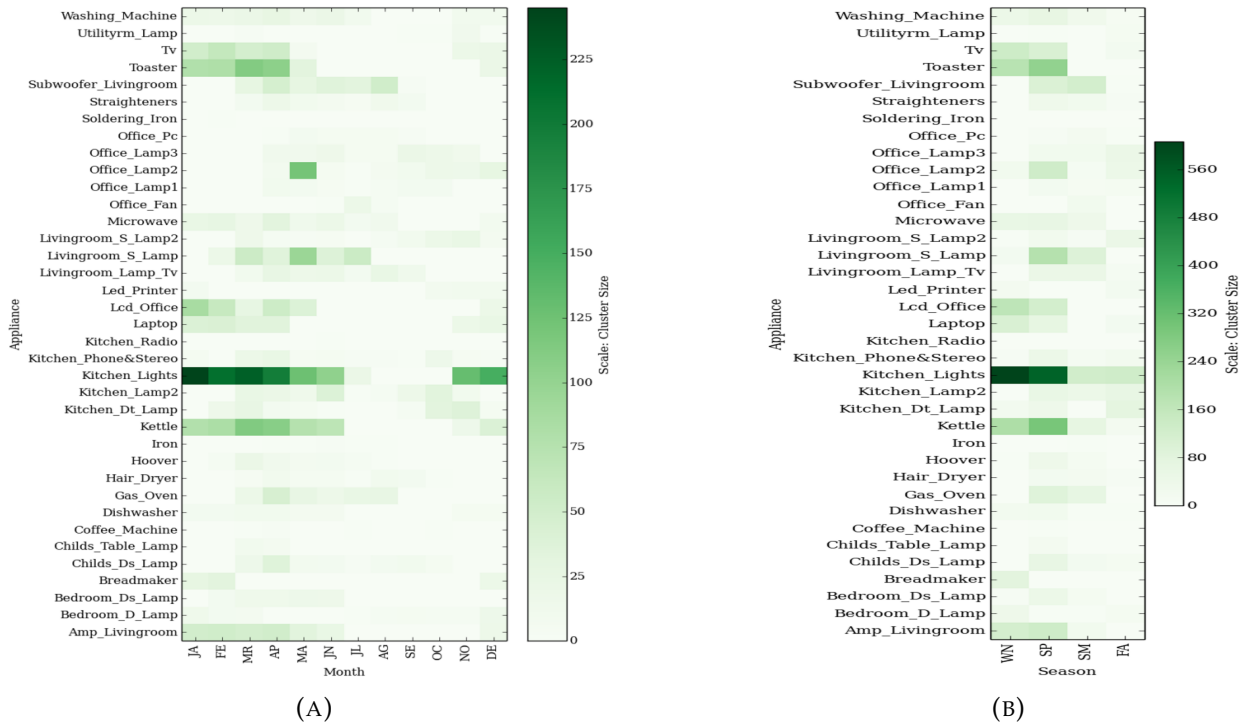 Washing_Machine
Utilityrm_Lamp
Tv
Toaster
Subwoofer_Livingroom
Straighteners
Soldering_Iron
Office_Pc
Office_Lamp3
Office_Lamp2
Office_Lamp1
Office_Fan
Microwave
Livingroom_S_Lamp2
Livingroom_S_Lamp
Livingroom_Lamp_Tv
Led_Printer
Lcd_Office
Laptop
Kitchen_Radio
Kitchen_Phone&Stereo
Kitchen_Lights
Kitchen_Lamp2
Kitchen_Dt_Lamp
Kettle
Iron
Hoover
Hair_Dryer
Gas_Oven
Dishwasher
Coffee_Machine
Childs_Table_Lamp
Childs_Ds_Lamp
Breadmaker
Bedroom_Ds_Lamp
Bedroom_D_Lamp
Amp_Livingroom
Appliance
JA FE MR AP MA JN JL AG SE OC NO DE
Month
225
200
175
150
125
100
75
50
25
0
Scale: Cluster Size
(A)
Washing_Machine
Utilityrm_Lamp
Tv
Toaster
Subwoofer_Livingroom
Straighteners
Soldering_Iron
Office_Pc
Office_Lamp3
Office_Lamp2
Office_Lamp1
Office_Fan
Microwave
Livingroom_S_Lamp2
Livingroom_S_Lamp
Livingroom_Lamp_Tv
Led_Printer
Lcd_Office
Laptop
Kitchen_Radio
Kitchen_Phone&Stereo
Kitchen_Lights
Kitchen_Lamp2
Kitchen_Dt_Lamp
Kettle
Iron
Hoover
Hair_Dryer
Gas_Oven
Dishwasher
Coffee_Machine
Childs_Table_Lamp
Childs_Ds_Lamp
Breadmaker
Bedroom_Ds_Lamp
Bedroom_D_Lamp
Amp_Livingroom
Appliance
WN SP SM FA
Season
560
480
400
320
240
160
80
0
Scale: Cluster Size
(B)